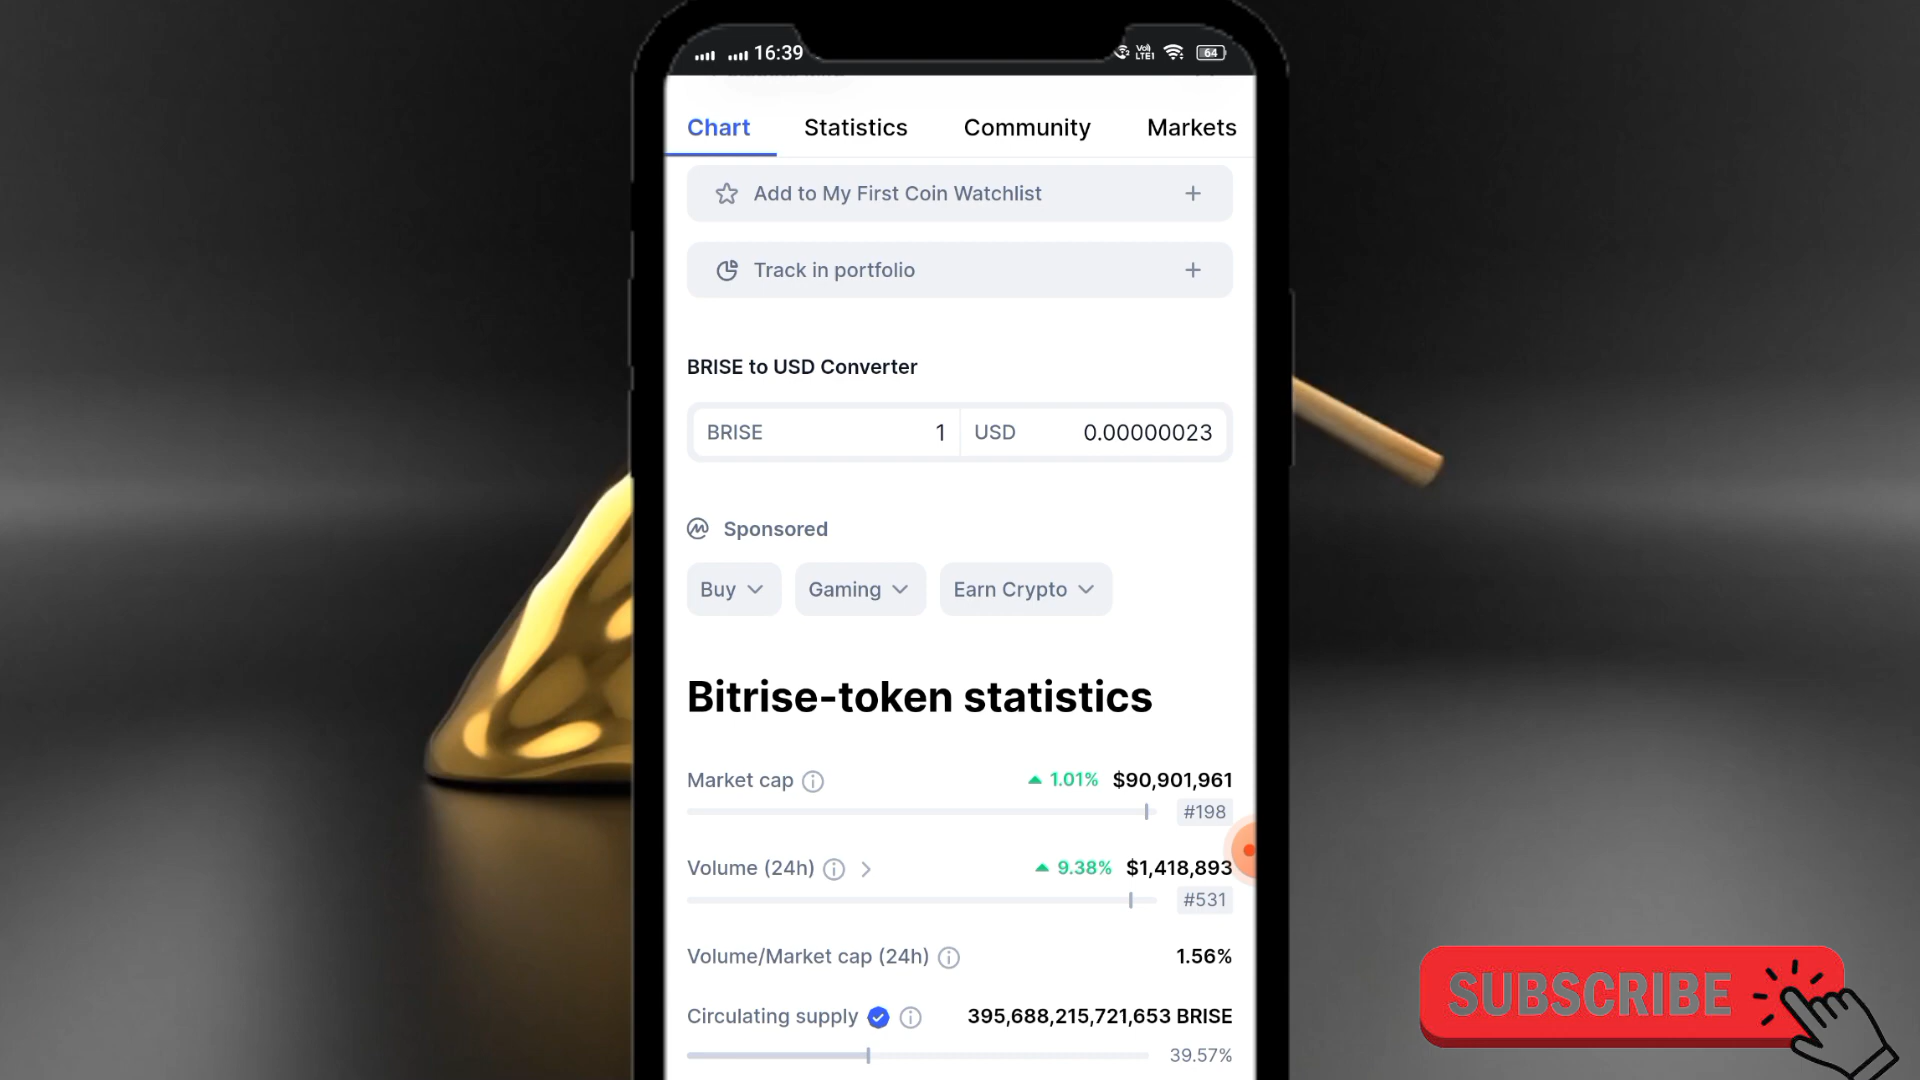 16:39
Vo)
LTE1
64
Chart Statistics Community Markets
Add to My First Coin Watchlist +
Track in portfolio +
BRISE to USD Converter
BRISE 1 USD 0.00000023
Sponsored
Buy Gaming Earn Crypto
Bitrise-token statistics
Market cap 1.01% $90,901,961
#198
Volume (24h) 9.38% $1,418,893
#531
Volume/Market cap (24h) 1.56%
Circulating supply 395,688,215,721,653 BRISE
39.57%
SUBSCRIBE